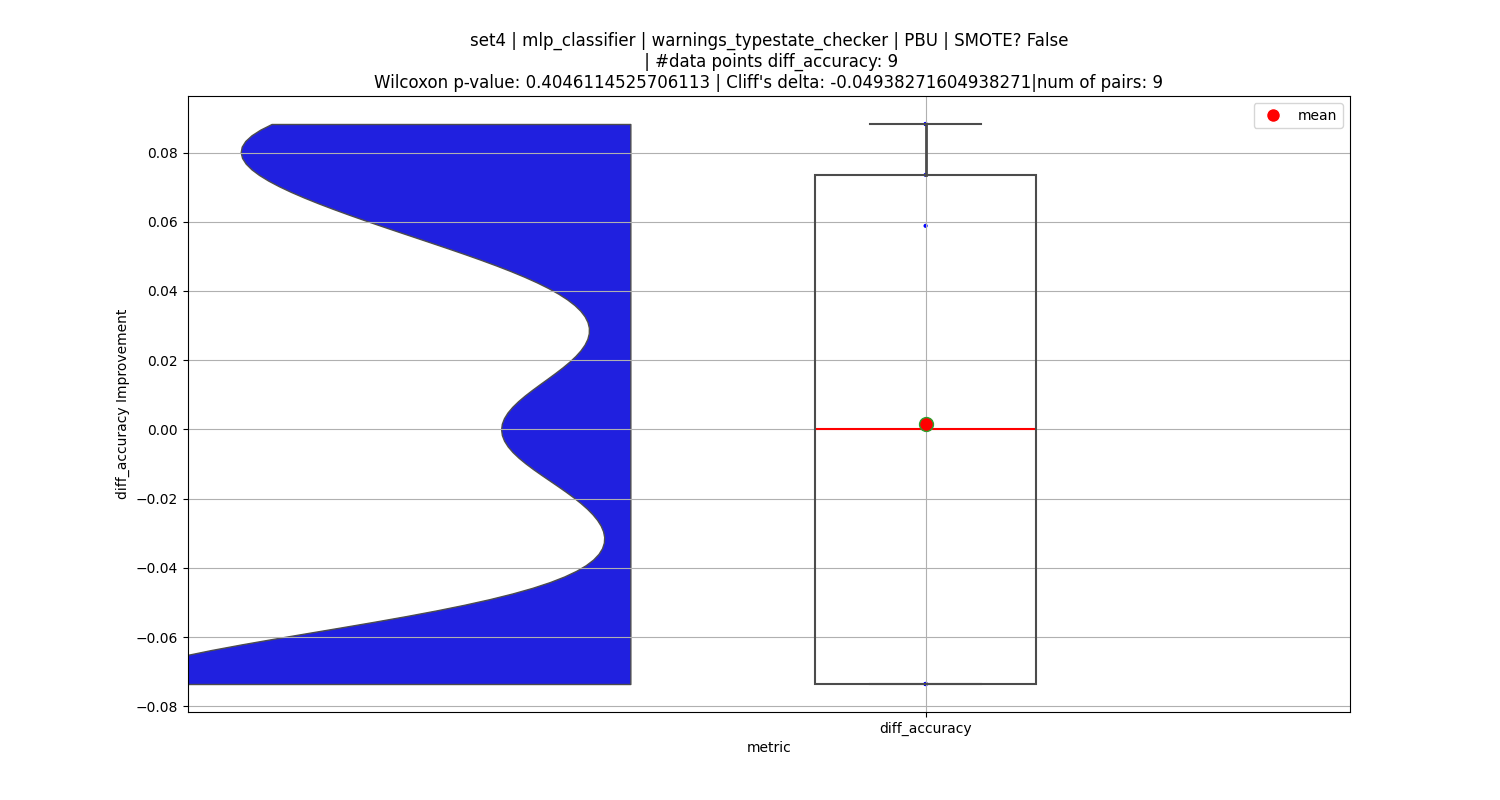 set4 | mlp_classifier | warnings_typestate_checker | PBU | SMOTE? False
| #data points diff_accuracy: 9
Wilcoxon p-value: 0.4046114525706113 | Cliff's delta: -0.04938271604938271|num of pairs: 9
mean
0.08
0.06
0.04
0.02
0.00
−0.02
−0.04
−0.06
−0.08
diff_accuracy Improvement
diff_accuracy
metric